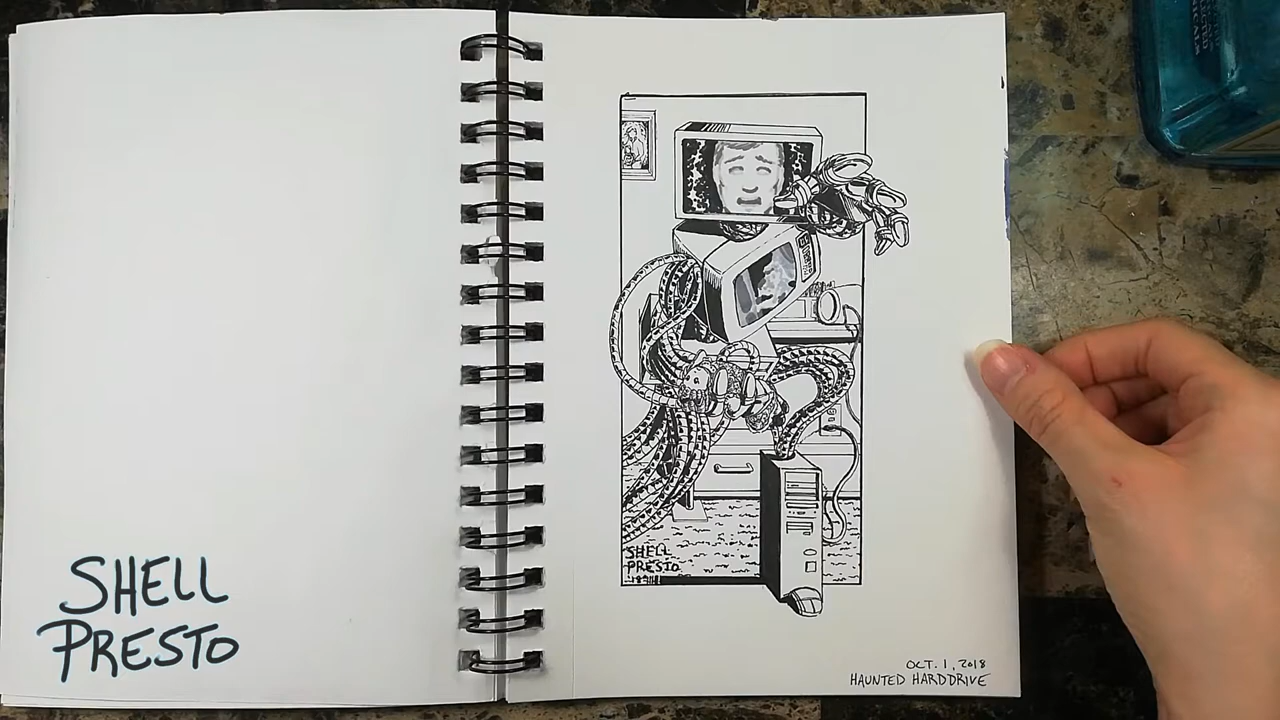 SHELL
PRESTO
SHELL
PRESTO
OCT. 1, 2018
HAUNTED HARDDRIVE